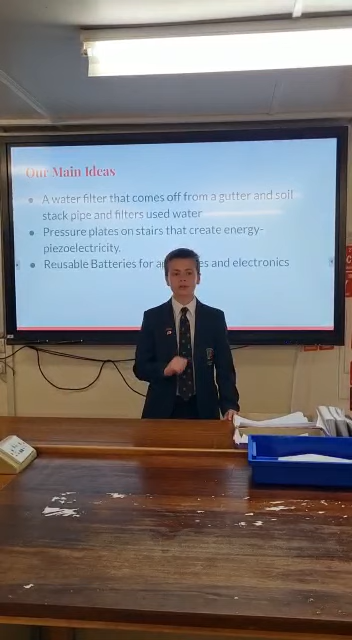 Our Main Ideas
● A water filter that comes off from a gutter and soil
stack pipe and filters used water
● Pressure plates on stairs that create energy-
piezoelectricity.
● Reusable Batteries for and electronics